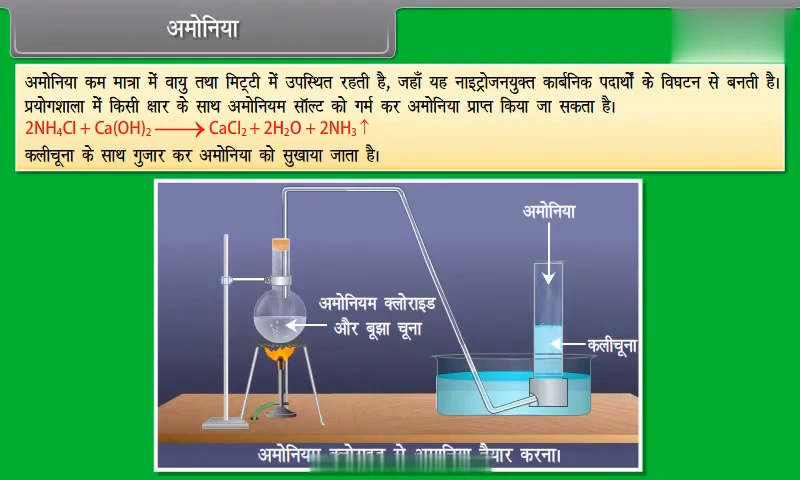 अमोनिया
अमोनिया कम मात्रा में वायु तथा मिट्टी में उपस्थित रहती है, जहाँ यह नाइट्रोजनयुक्त कार्बनिक पदार्थों के विघटन से बनती है।
प्रयोगशाला में किसी क्षार के साथ अमोनियम सॉल्ट को गर्म कर अमोनिया प्राप्त किया जा सकता है।
2NH₄Cl + Ca(OH)₂ ⟶ CaCl₂ + 2H₂O + 2NH₃ ↑
कलीचूना के साथ गुजार कर अमोनिया को सुखाया जाता है।
अमोनिया
अमोनियम क्लोराइड
और बूझा चूना
कलीचूना
अमोनियम क्लोराइड से तैयार करना।